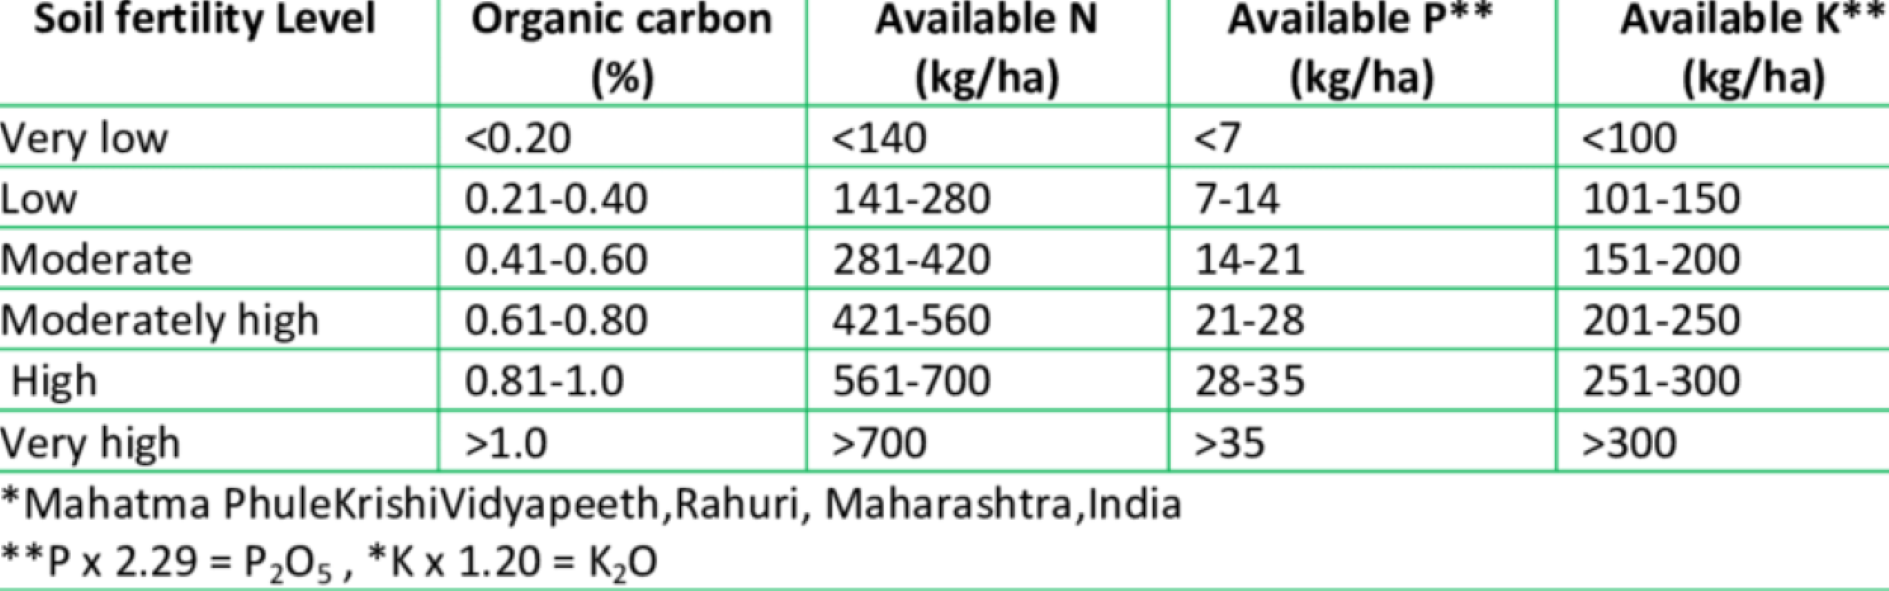 Soil fertility Level Organic carbon (%) Available N (kg/ha) Available P** (kg/ha) Available K** (kg/ha)
Very low <0.20 <140 <7 <100
Low 0.21-0.40 141-280 7-14 101-150
Moderate 0.41-0.60 281-420 14-21 151-200
Moderately high 0.61-0.80 421-560 21-28 201-250
High 0.81-1.0 561-700 28-35 251-300
Very high >1.0 >700 >35 >300
*Mahatma PhuleKrishiVidyapeeth,Rahuri, Maharashtra,India
**P x 2.29 = P₂O₅ , *K x 1.20 = K₂O